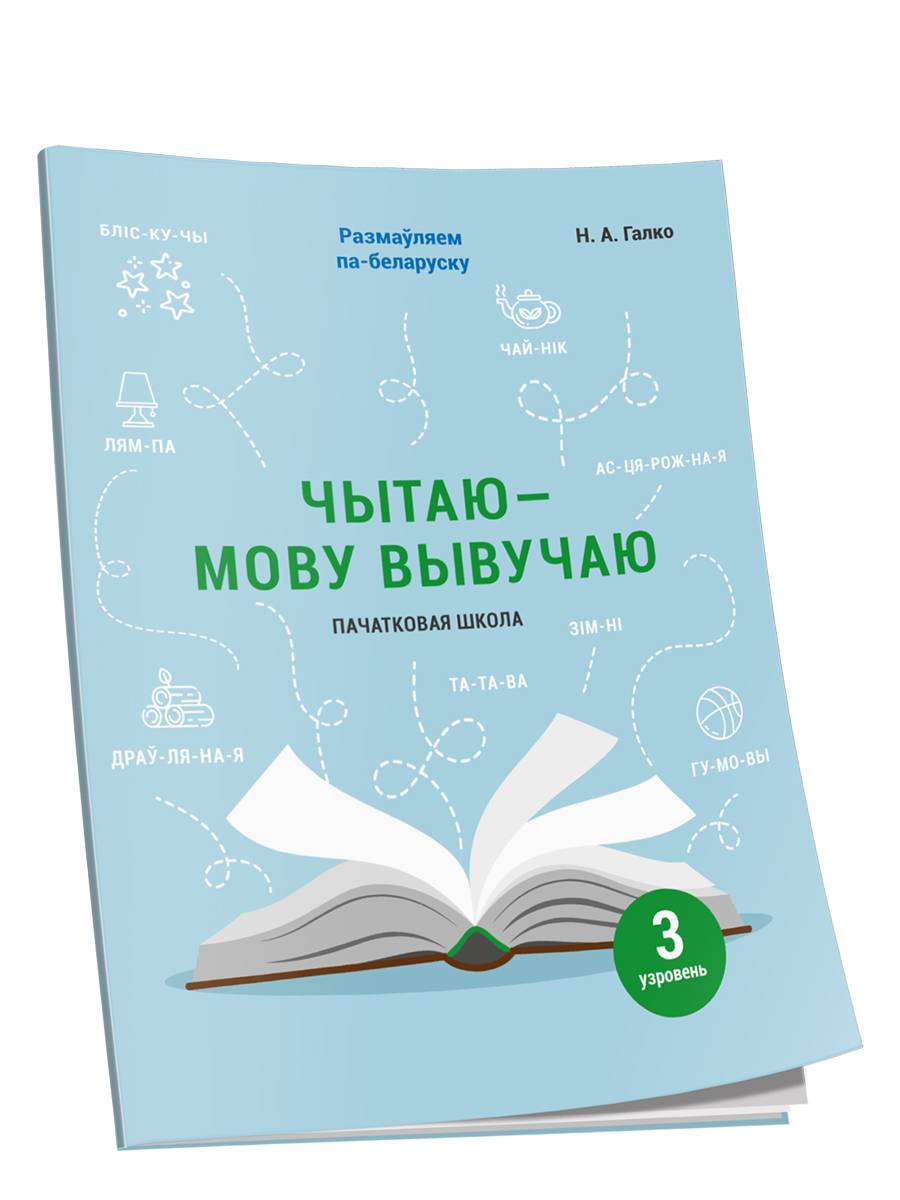 БЛІС-КУ-ЧЫ
Размаўляем
па-беларуску
Н. А. Галко
ЧАЙ-НІК
ЛЯМ-ПА
АС-ЦЯ-РОЖ-НА-Я
ЧЫТАЮ–
МОВУ ВЫВУЧАЮ
ПАЧАТКОВАЯ ШКОЛА
ЗІМ-НІ
ТА-ТА-ВА
ДРАЎ-ЛЯ-НА-Я
ГУ-МО-ВЫ
3
узровень